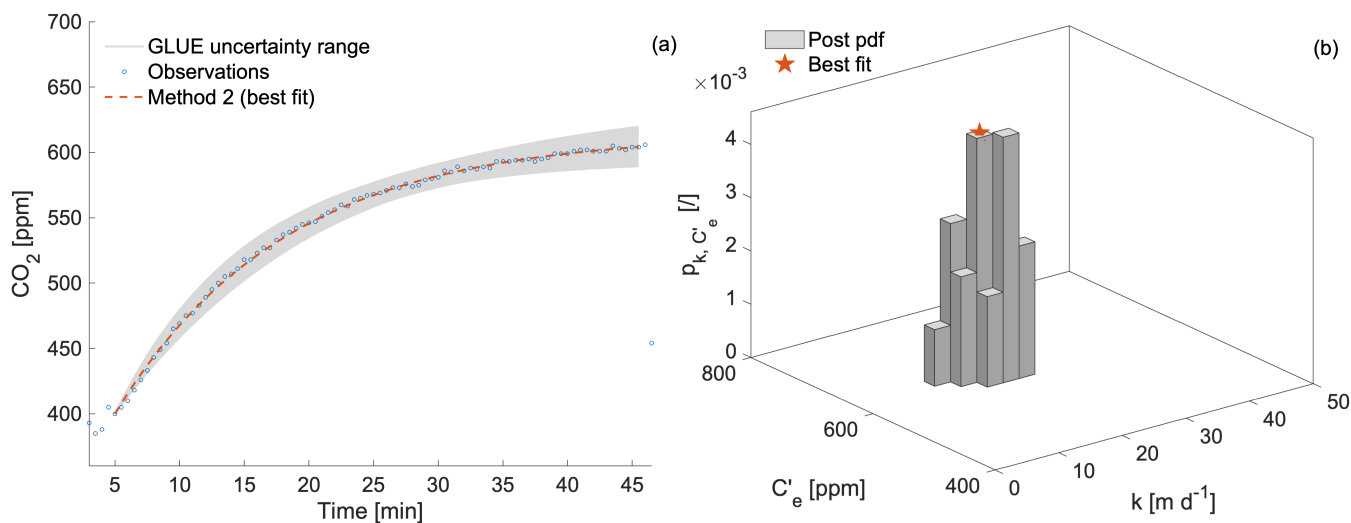 700
650
600
550
500
450
400
CO2 [ppm]
GLUE uncertainty range
Observations
Method 2 (best fit)
(a)
5 10 15 20 25 30 35 40 45
Time [min]
Post pdf
Best fit
(b)
×10-3
4
3
2
1
0
pk, C'e [/]
800
600
400
C'e [ppm]
0
10
20
30
40
50
k [m d-1]